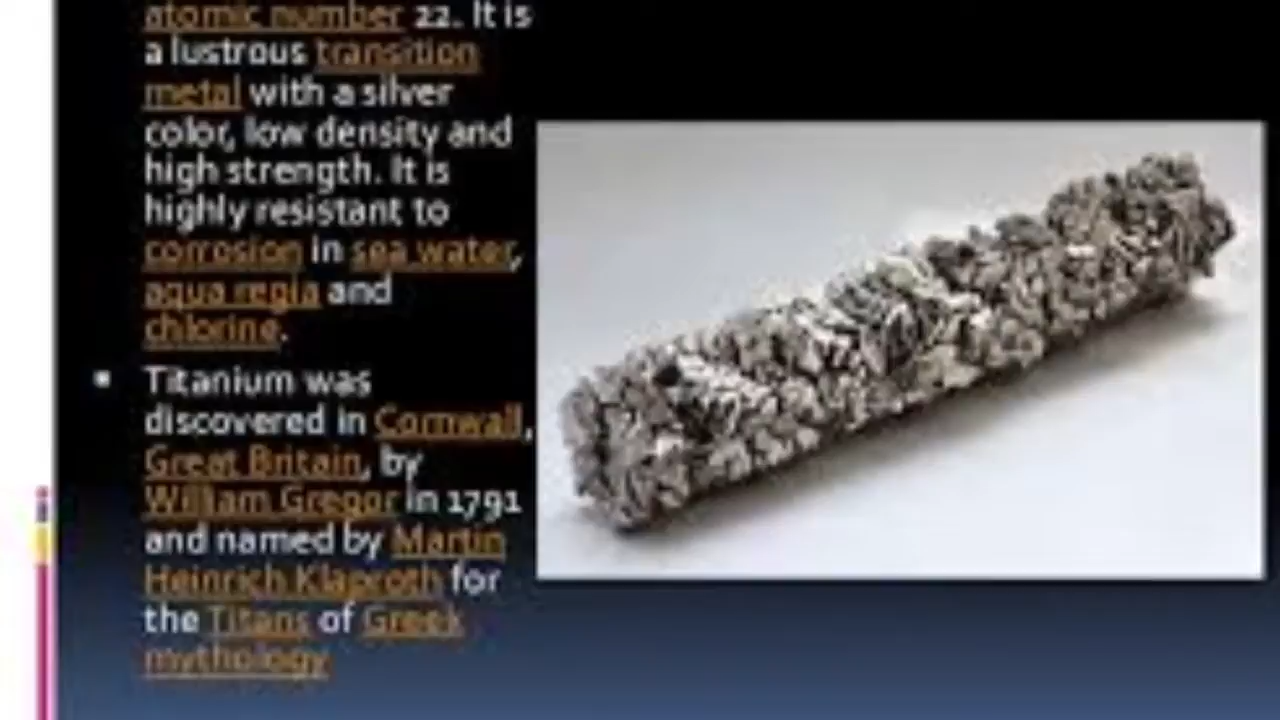 atomic number 22. It is
a lustrous transition
metal with a silver
color, low density and
high strength. It is
highly resistant to
corrosion in sea water,
aqua regia and
chlorine.
▪ Titanium was
discovered in Cornwall,
Great Britain, by
William Gregor in 1791
and named by Martin
Heinrich Klaproth for
the Titans of Greek
mythology